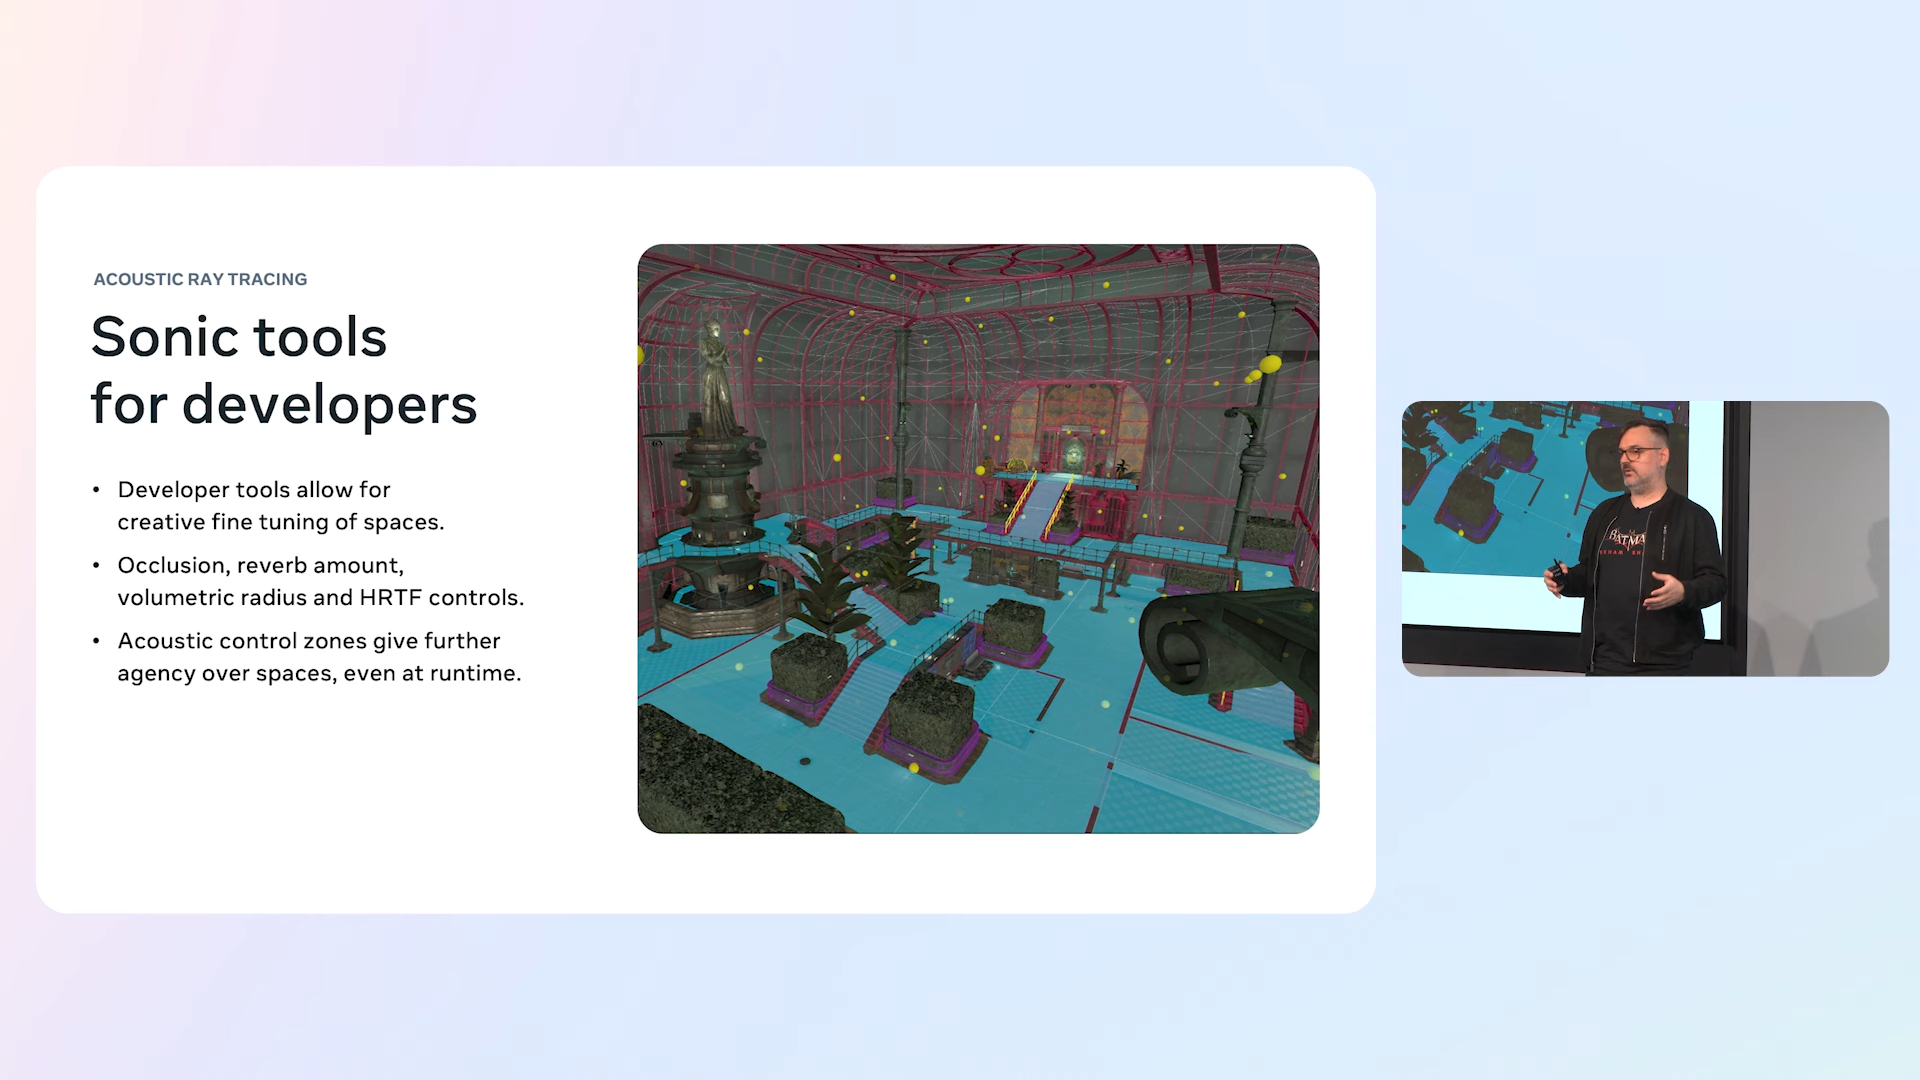 ACOUSTIC RAY TRACING
Sonic tools
for developers
• Developer tools allow for
creative fine tuning of spaces.
• Occlusion, reverb amount,
volumetric radius and HRTF controls.
• Acoustic control zones give further
agency over spaces, even at runtime.
BATMA